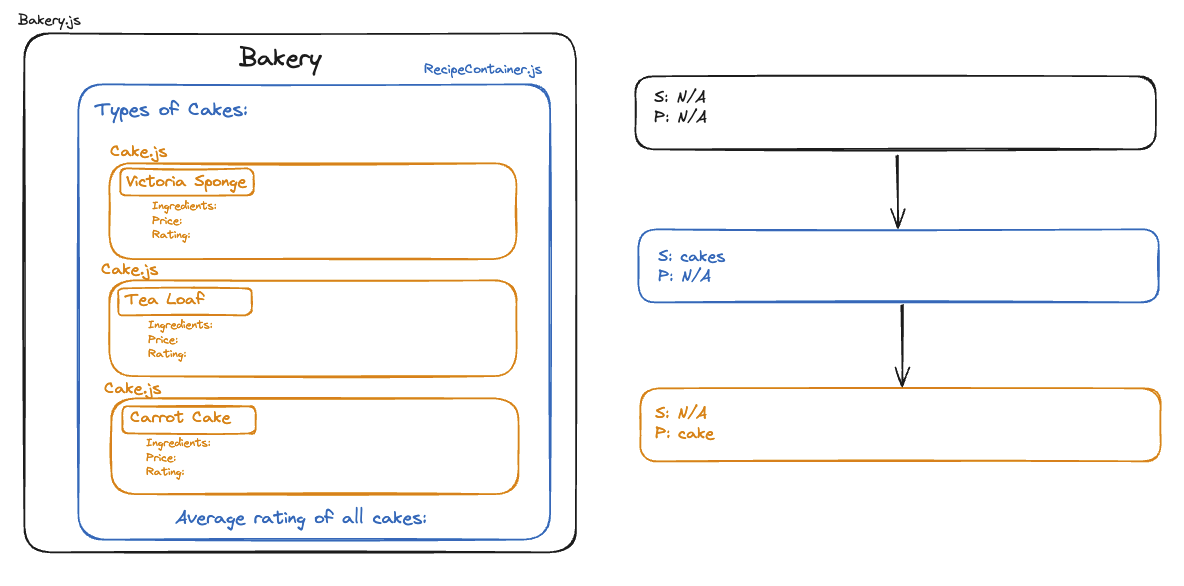 Bakery.js
Bakery
RecipeContainer.js
Types of Cakes:
Cake.js
Victoria Sponge
Ingredients:
Price:
Rating:
Cake.js
Tea Loaf
Ingredients:
Price:
Rating:
Cake.js
Carrot Cake
Ingredients:
Price:
Rating:
Average rating of all cakes:
S: N/A
P: N/A
S: cakes
P: N/A
S: N/A
P: cake